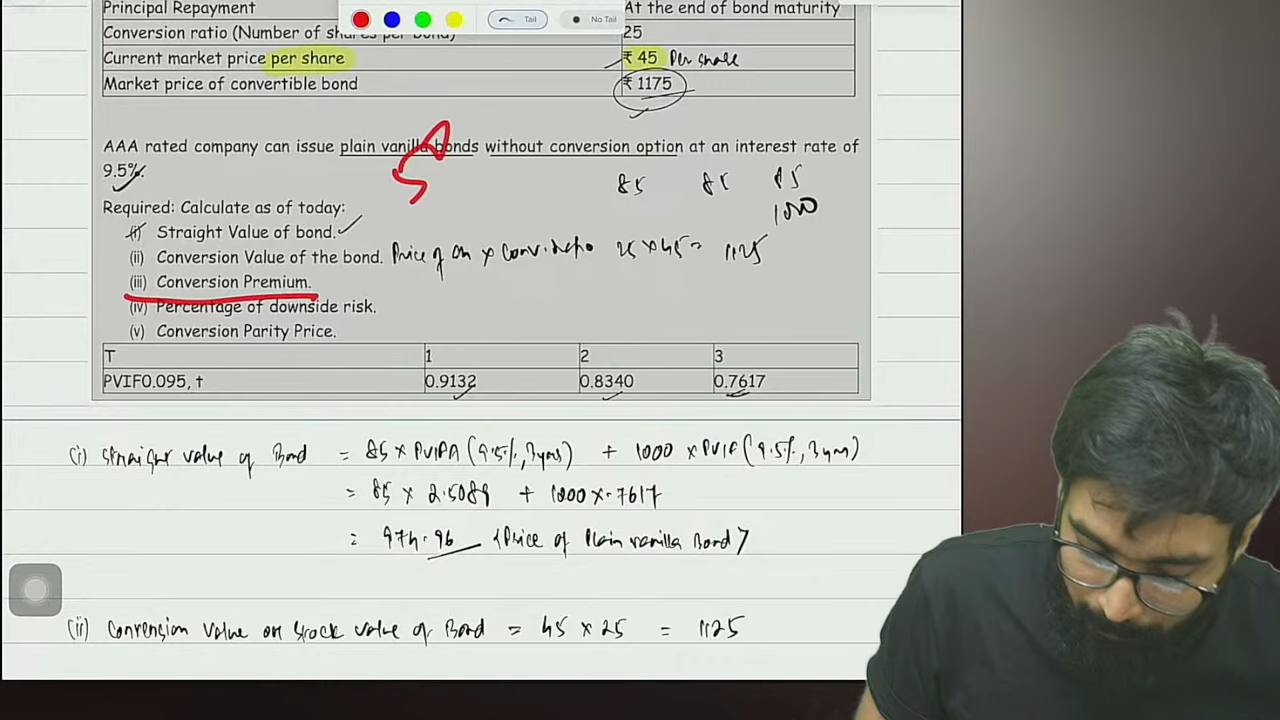 Principal Repayment At the end of bond maturity
Tail No Tail
Conversion ratio (Number of shares per bond) 25
Current market price per share ₹ 45 Per share
Market price of convertible bond ₹ 1175
AAA rated company can issue plain vanilla bonds without conversion option at an interest rate of
9.5%.
85 85 85
1000
Required: Calculate as of today:
(i) Straight Value of bond.
(ii) Conversion Value of the bond. Price of sh x Conv. ratio 25 x 45 = 1125
(iii) Conversion Premium.
(iv) Percentage of downside risk.
(v) Conversion Parity Price.
T 1 2 3
PVIF0.095, t 0.9132 0.8340 0.7617
(i) Straight value of Bond = 85 x PVIFA (9.5%, 3yrs) + 1000 x PVIF (9.5%, 3yrs)
= 85 x 2.5089 + 1000 x .7617
= 974.96 {Price of Plain vanilla Bond}
(ii) Conversion Value or Stock value of Bond = 45 x 25 = 1125